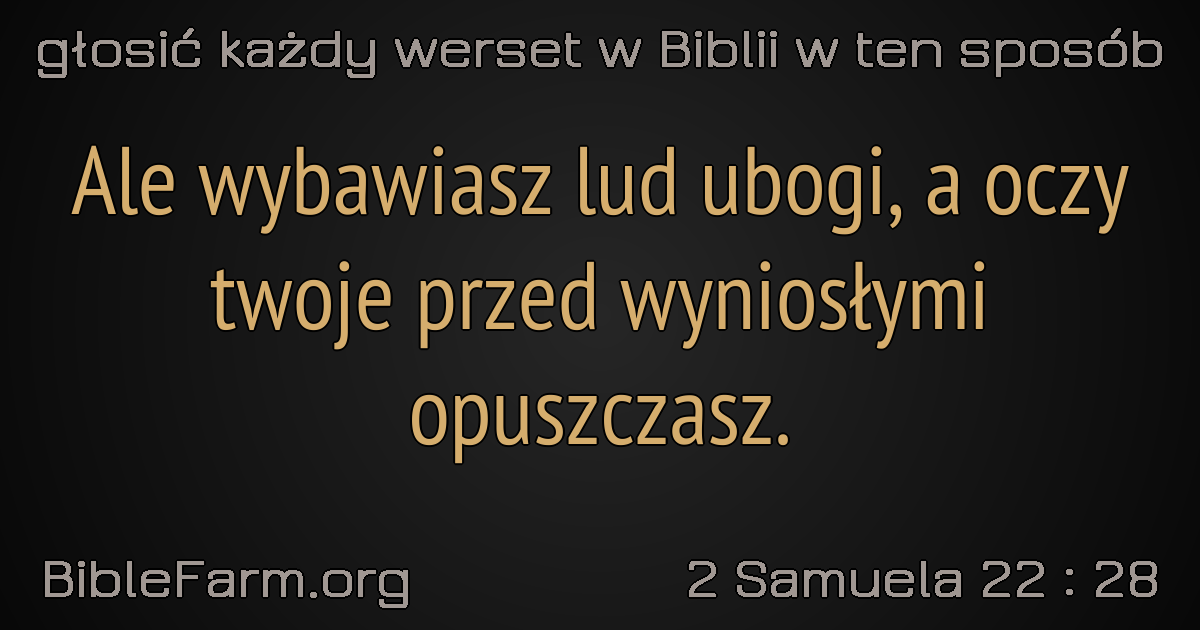 głosić każdy werset w Biblii w ten sposób
Ale wybawiasz lud ubogi, a oczy
twoje przed wyniosłymi
opuszczasz.
BibleFarm.org
2 Samuela 22 : 28